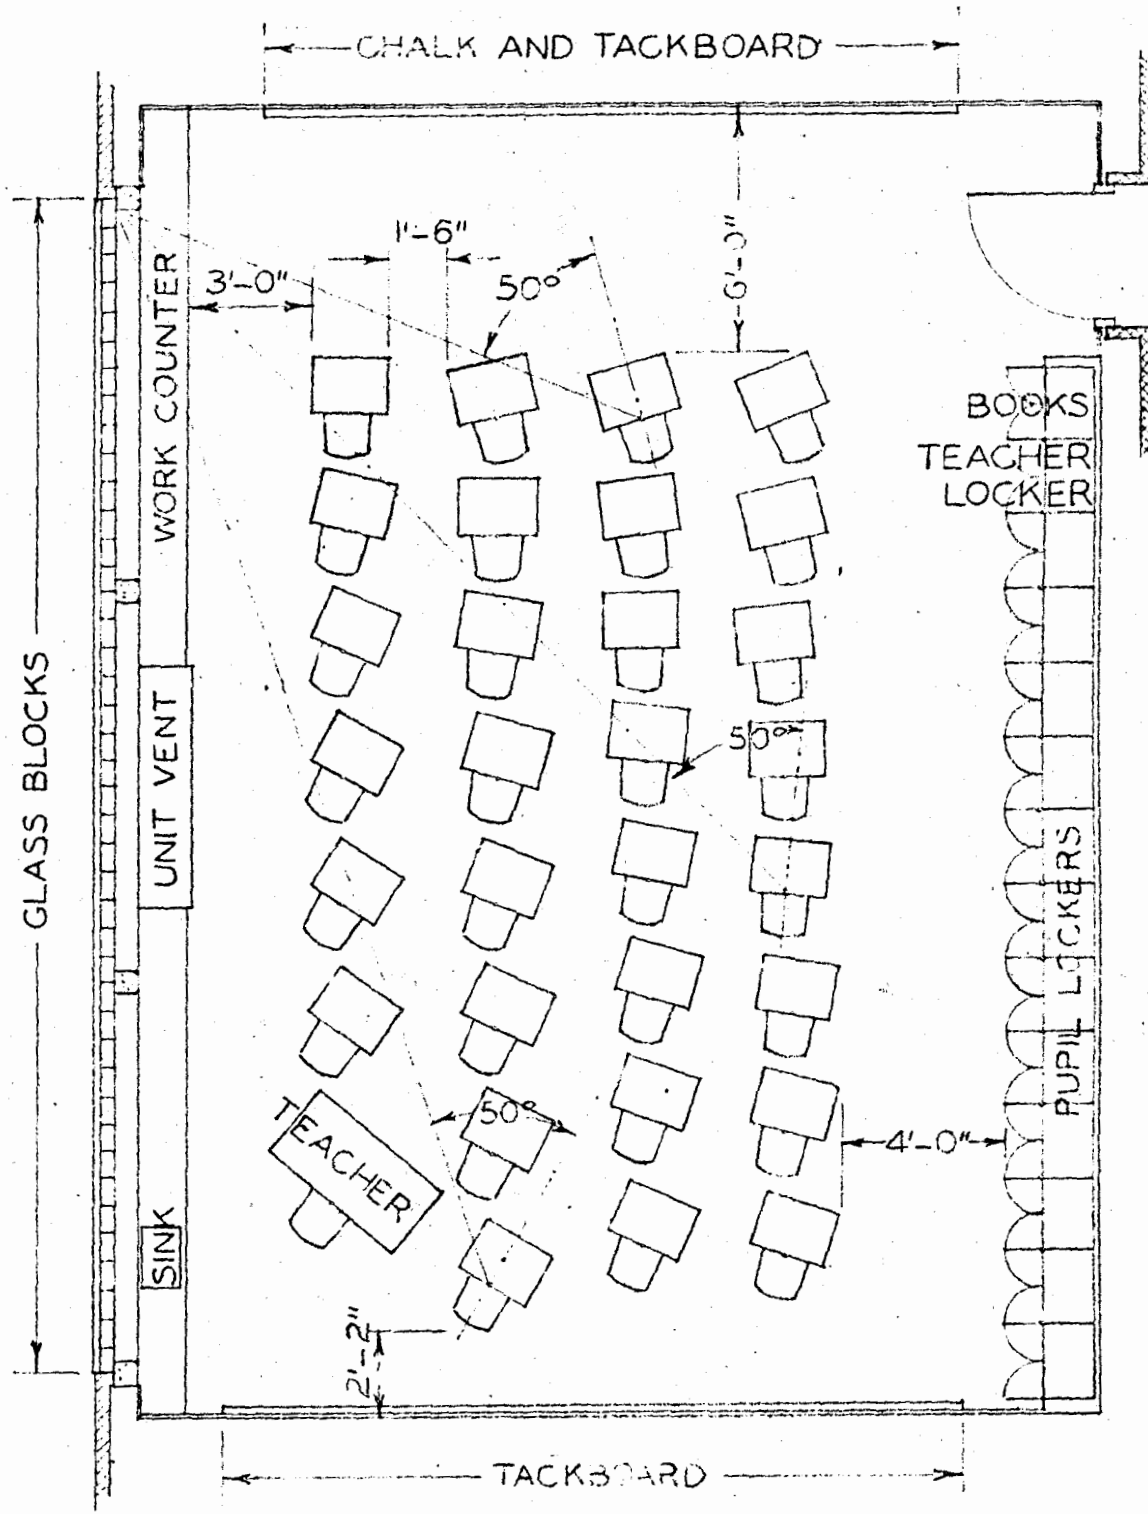 CHALK AND TACKBOARD
1'-6"
3'-0"
50°
6'-0"
WORK COUNTER
BOOKS
TEACHER
LOCKER
GLASS BLOCKS
UNIT VENT
50°
PUPIL LOCKERS
50°
TEACHER
4'-0"
SINK
2'-2"
TACKBOARD